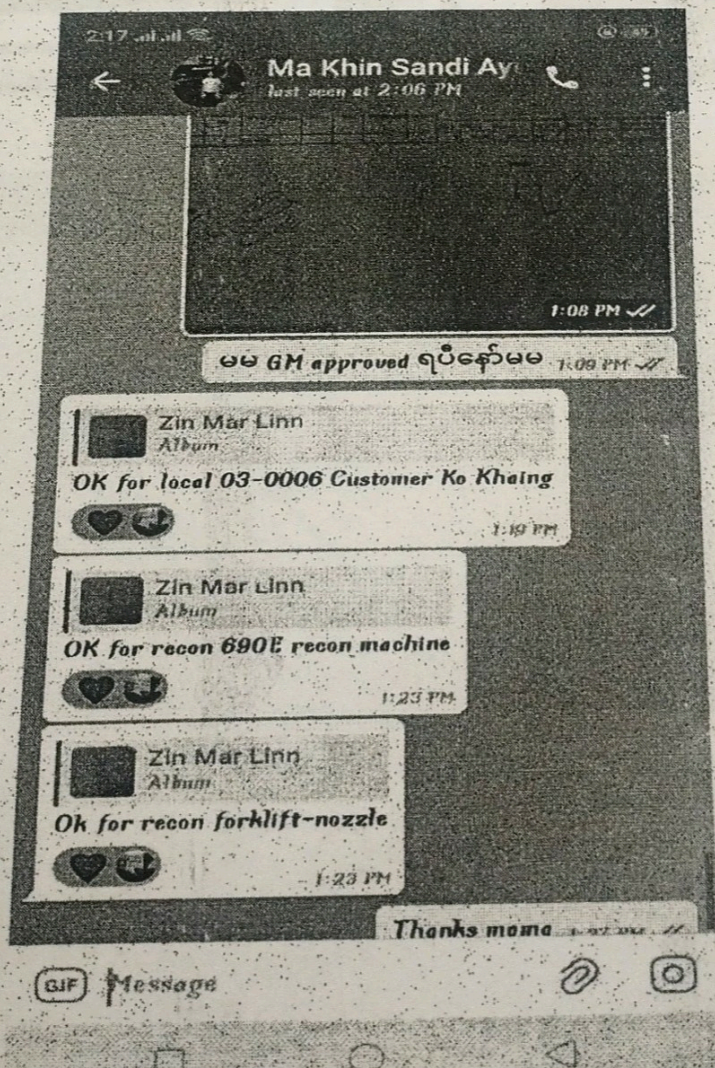 2:17
Ma Khin Sandi Ay
last seen at 2:06 PM
1:08 PM
မမ GM approved ရပီနော်မမ 1:09 PM
Zin Mar Linn
Album
OK for local 03-0006 Customer Ko Khaing
1:19 PM
Zin Mar Linn
Album
OK for recon 690E recon machine
1:23 PM
Zin Mar Linn
Album
Ok for recon forklift-nozzle
1:23 PM
Thanks mama
GIF Message